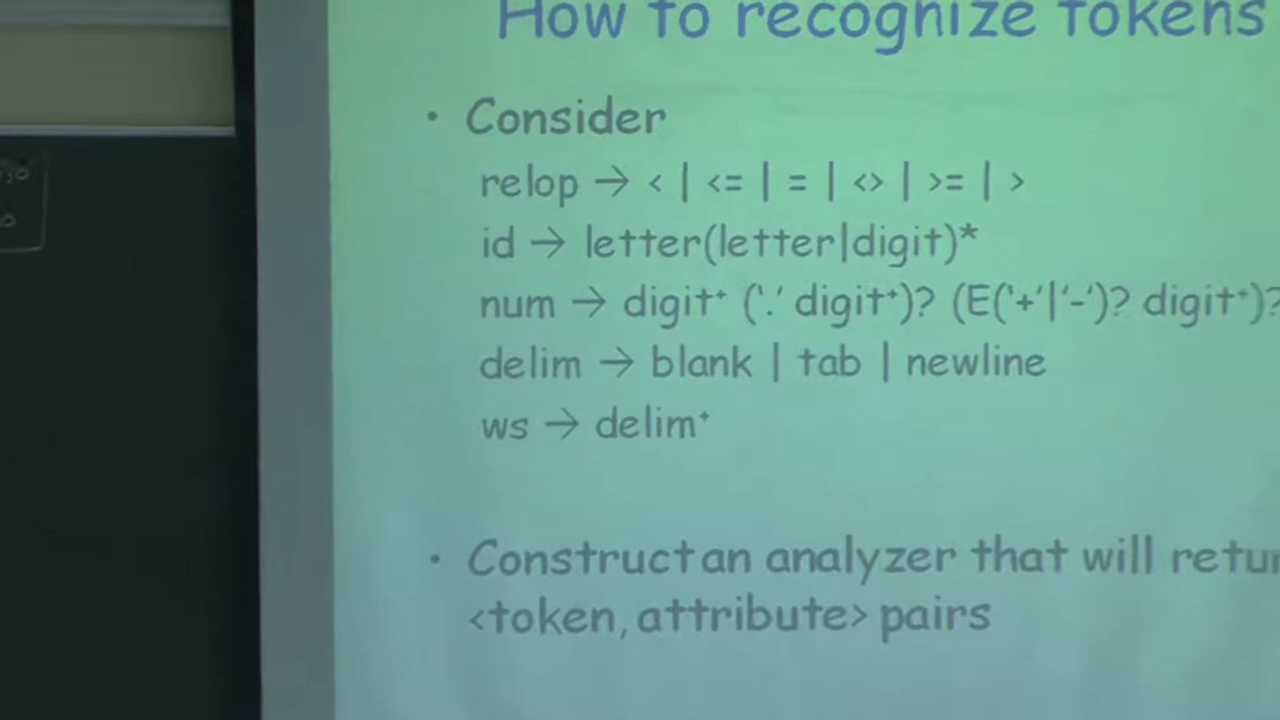 How to recognize tokens
• Consider
relop → < | <= | = | <> | >= | >
id → letter(letter|digit)*
num → digit⁺ ('.' digit⁺)? (E('+'|'-')? digit⁺)?
delim → blank | tab | newline
ws → delim⁺
• Construct an analyzer that will retur
<token, attribute> pairs